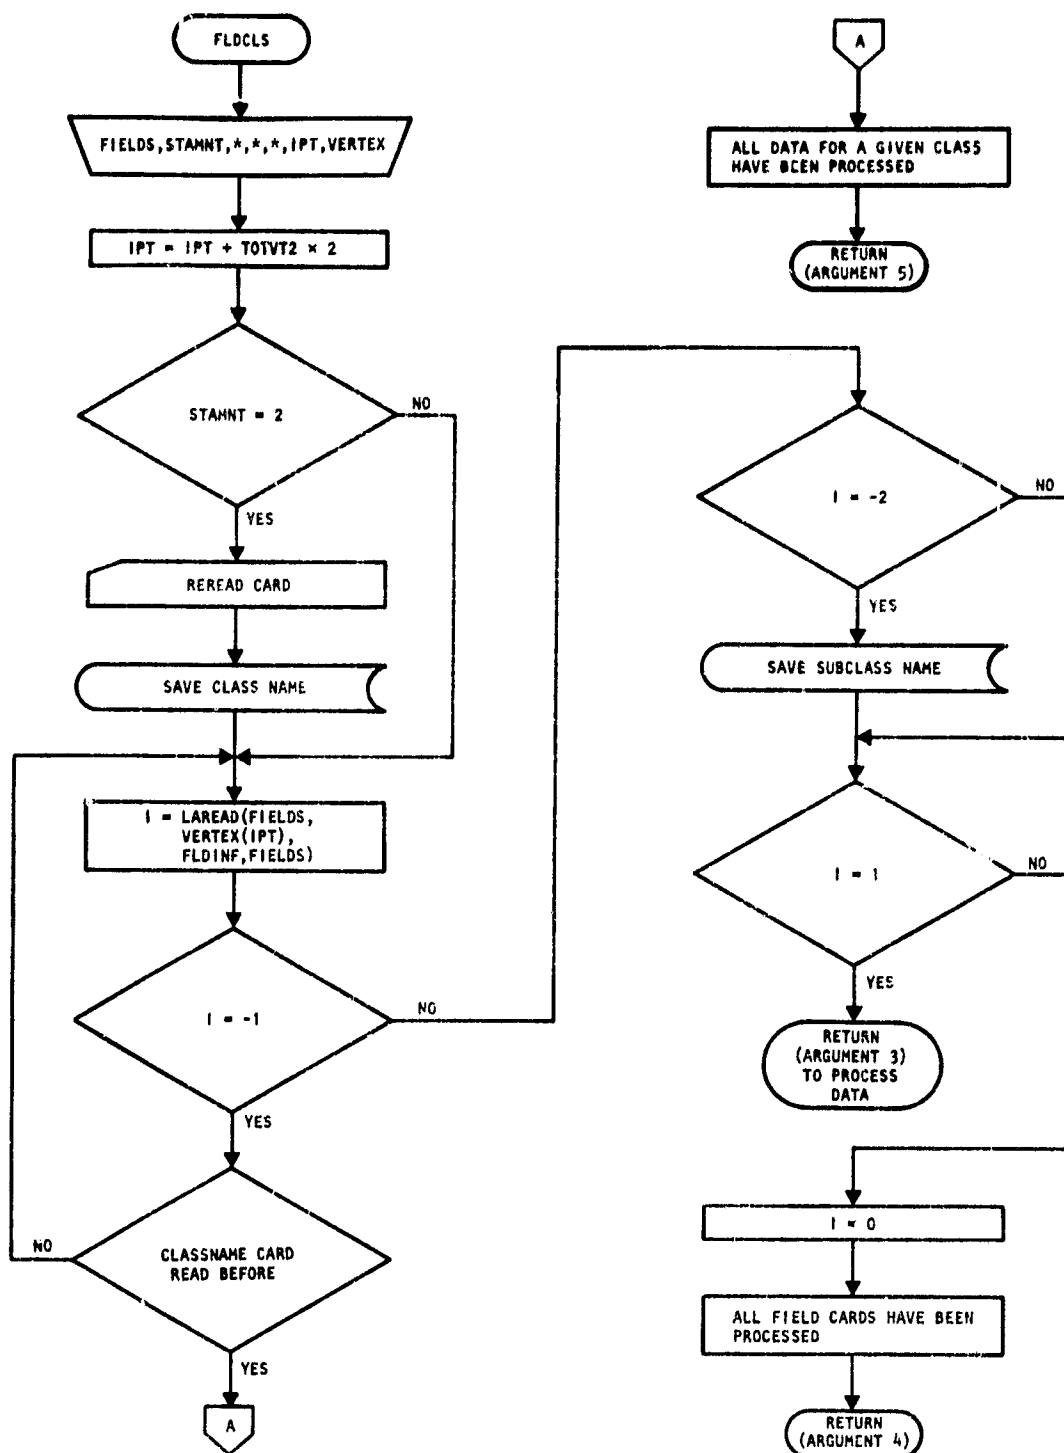 FLDCLS
FIELDS,STAMNT,*,*,*,IPT,VERTEX
IPT = IPT + TOTVT2 × 2
STAMNT = 2
NO
YES
REREAD CARD
SAVE CLASS NAME
I = LAREAD(FIELDS,
VERTEX(IPT),
FLDINF,FIELDS)
I = -1
NO
YES
CLASSNAME CARD
READ BEFORE
NO
YES
A
A
ALL DATA FOR A GIVEN CLASS
HAVE BEEN PROCESSED
RETURN
(ARGUMENT 5)
I = -2
NO
YES
SAVE SUBCLASS NAME
I = 1
NO
YES
RETURN
(ARGUMENT 3)
TO PROCESS
DATA
I = 0
ALL FIELD CARDS HAVE BEEN
PROCESSED
RETURN
(ARGUMENT 4)